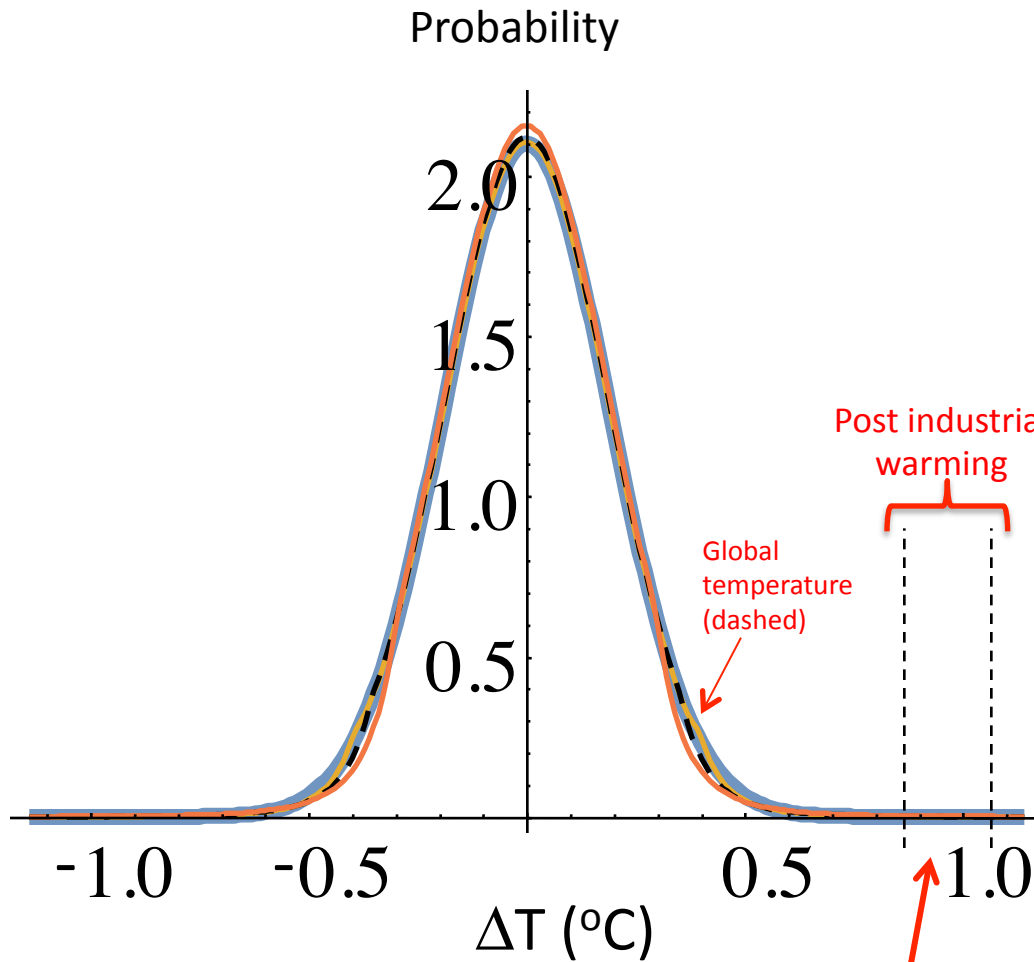 Probability
2.0
1.5
Post industria
warming
1.0
Global
temperature
(dashed)
0.5
-1.0 -0.5 0.5 1.0
ΔT (°C)